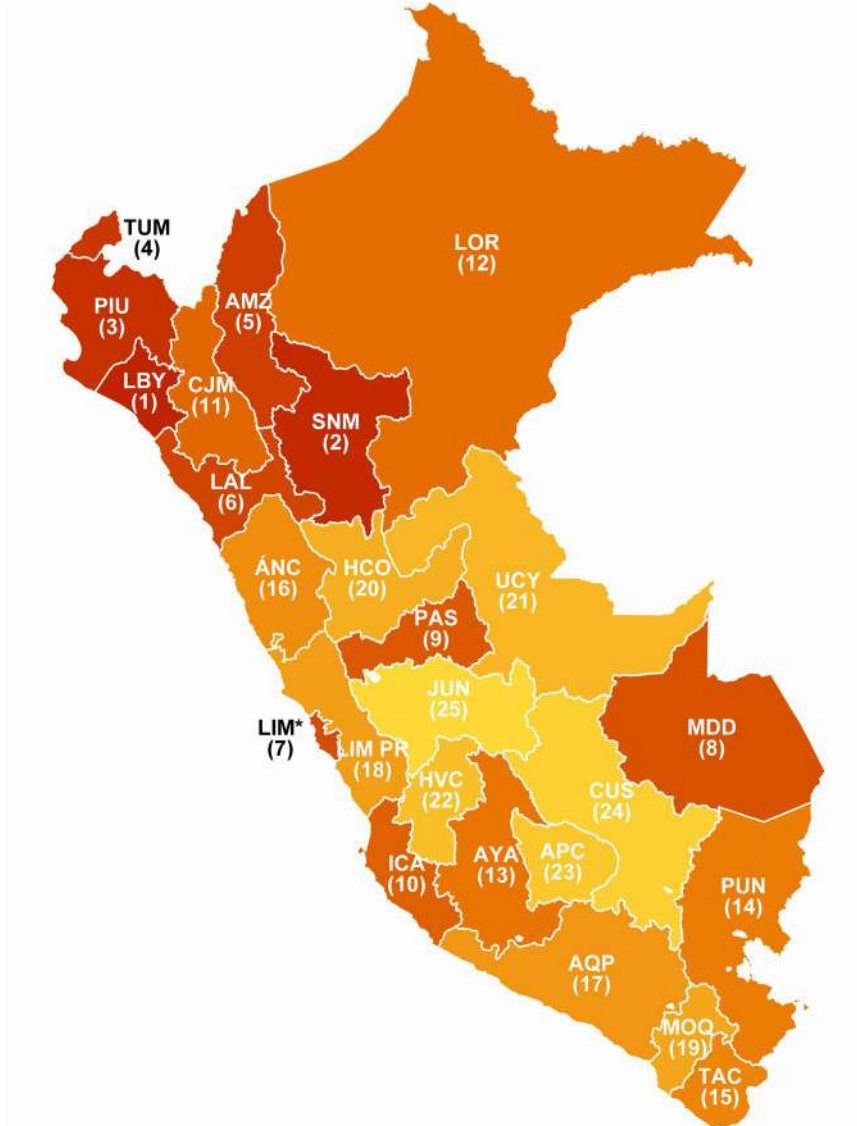 TUM
(4)
LOR
(12)
PIU
(3)
AMZ
(5)
LBY
(1)
CJM
(11)
SNM
(2)
LAL
(6)
ÁNC
(16)
HCO
(20)
UCY
(21)
PAS
(9)
JUN
(25)
LIM*
(7)
LIM PR
(18)
MDD
(8)
HVC
(22)
CUS
(24)
ICA
(10)
AYA
(13)
APC
(23)
PUN
(14)
AQP
(17)
MOQ
(19)
TAC
(15)